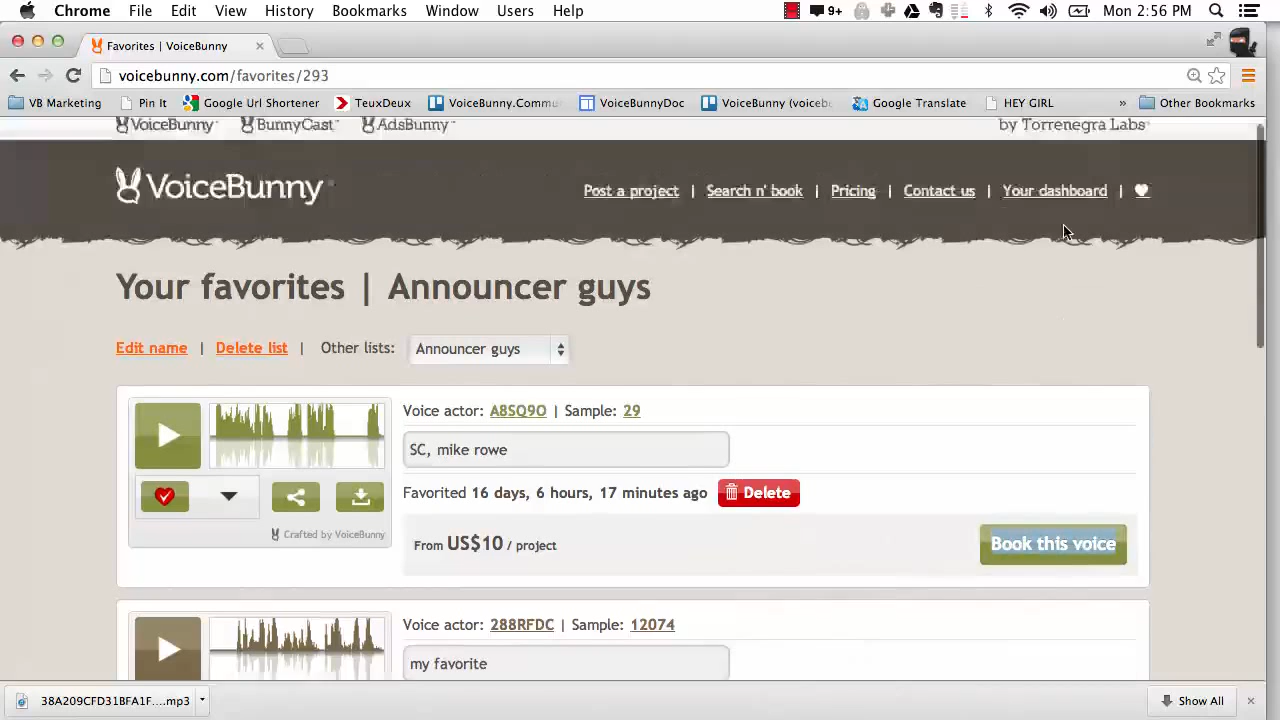 Chrome File Edit View History Bookmarks Window Users Help 9+ Mon 2:56 PM
Favorites | VoiceBunny
voicebunny.com/favorites/293
VB Marketing Pin It Google Url Shortener TeuxDeux VoiceBunny.Commu VoiceBunnyDoc VoiceBunny (voiceb Google Translate HEY GIRL » Other Bookmarks
VoiceBunny BunnyCast AdsBunny by Torrenegra Labs
VoiceBunny Post a project | Search n' book | Pricing | Contact us | Your dashboard |
Your favorites | Announcer guys
Edit name | Delete list | Other lists: Announcer guys
Voice actor: A8SQ9O | Sample: 29
SC, mike rowe
Favorited 16 days, 6 hours, 17 minutes ago Delete
Crafted by VoiceBunny
From US$10 / project Book this voice
Voice actor: 288RFDC | Sample: 12074
my favorite
38A209CFD31BFA1F....mp3 Show All